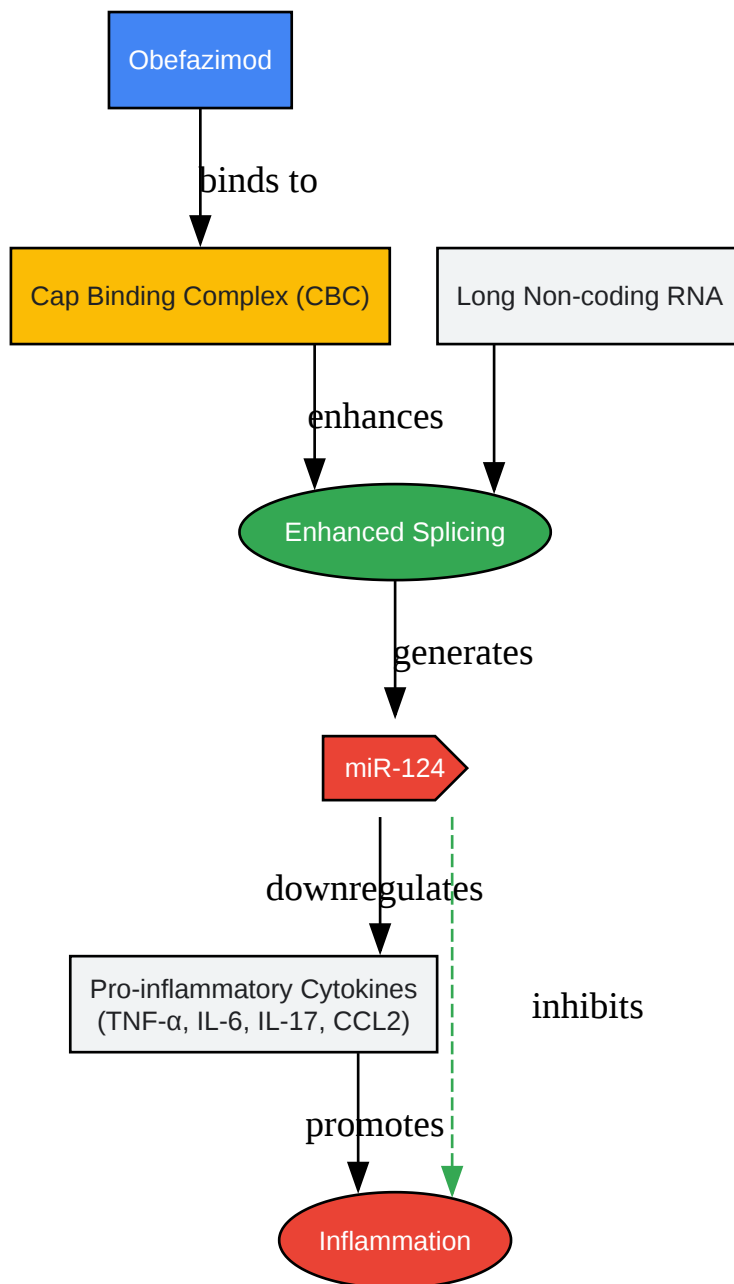 Obefazimod
binds to
Cap Binding Complex (CBC)
Long Non-coding RNA
enhances
Enhanced Splicing
generates
miR-124
downregulates
Pro-inflammatory Cytokines
(TNF-α, IL-6, IL-17, CCL2)
inhibits
promotes
Inflammation